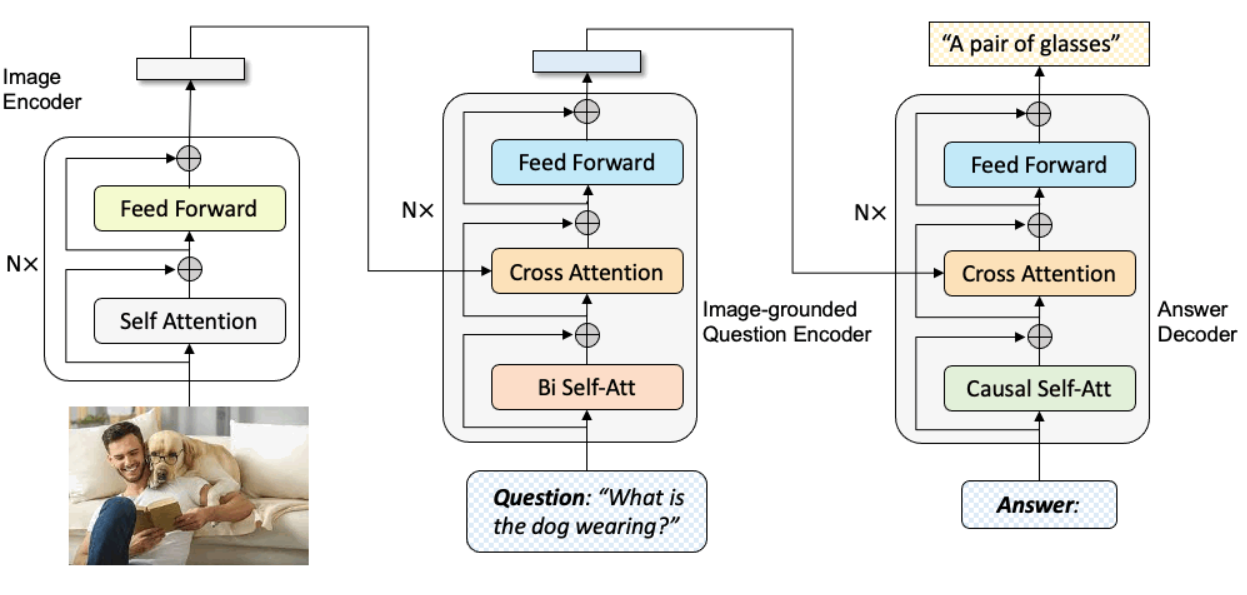 Image
Encoder
N×
Feed Forward
Self Attention
N×
Feed Forward
Cross Attention
Bi Self-Att
Image-grounded
Question Encoder
Question: “What is
the dog wearing?”
“A pair of glasses”
N×
Feed Forward
Cross Attention
Causal Self-Att
Answer
Decoder
Answer: